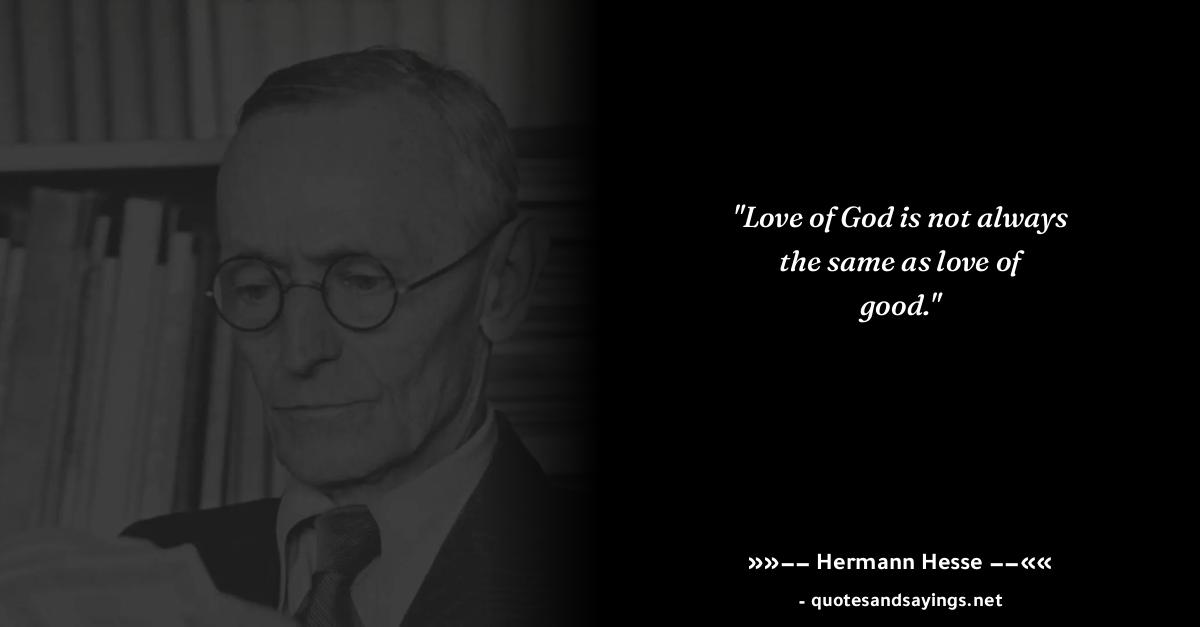 "Love of God is not always
the same as love of
good."
»»−− Hermann Hesse −−««
- quotesandsayings.net